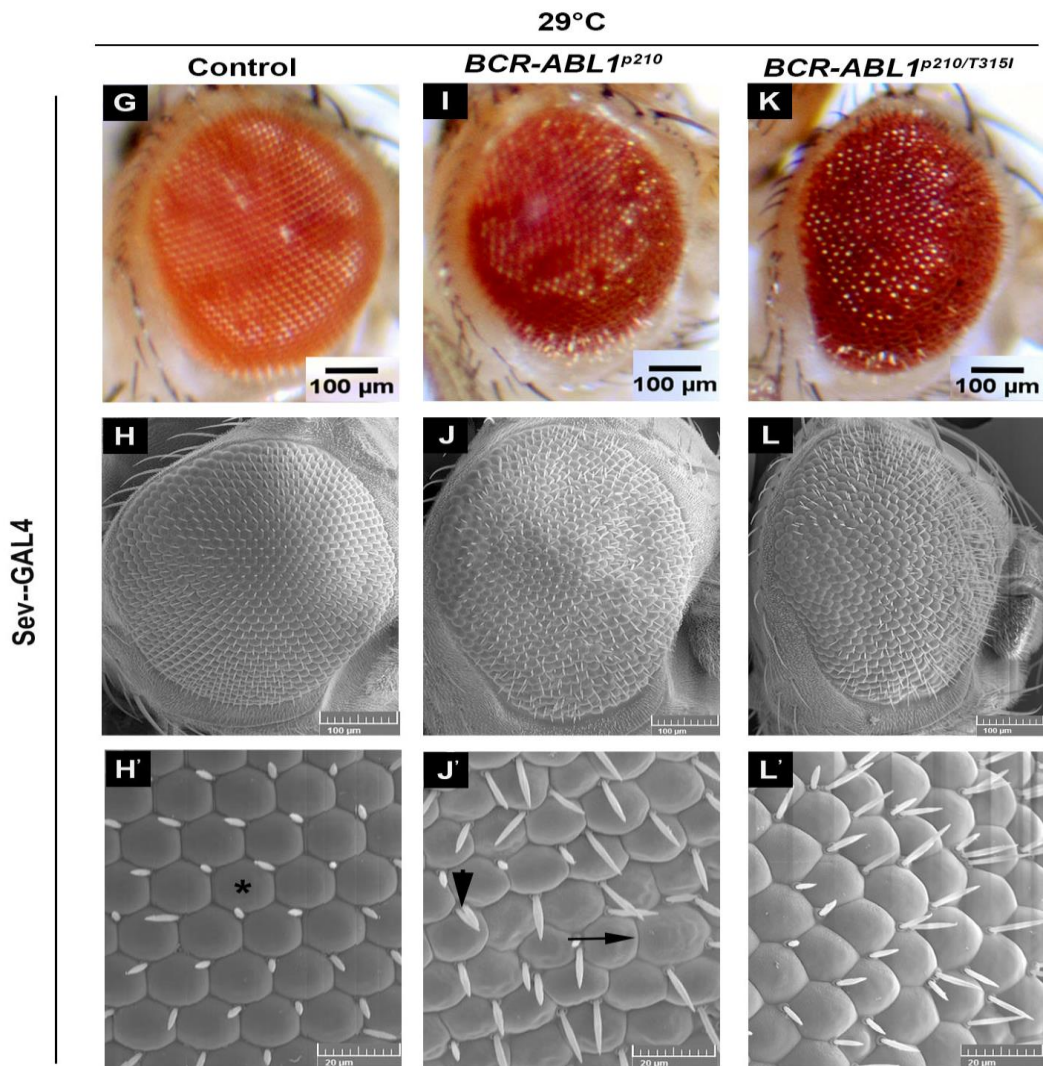 29°C
Control BCR-ABL1p210 BCR-ABL1p210/T315I
Sev--GAL4
G I K
100 µm 100 µm 100 µm
H J L
100 µm 100 µm 100 µm
H' J' L'
*
20 µm 20 µm 20 µm